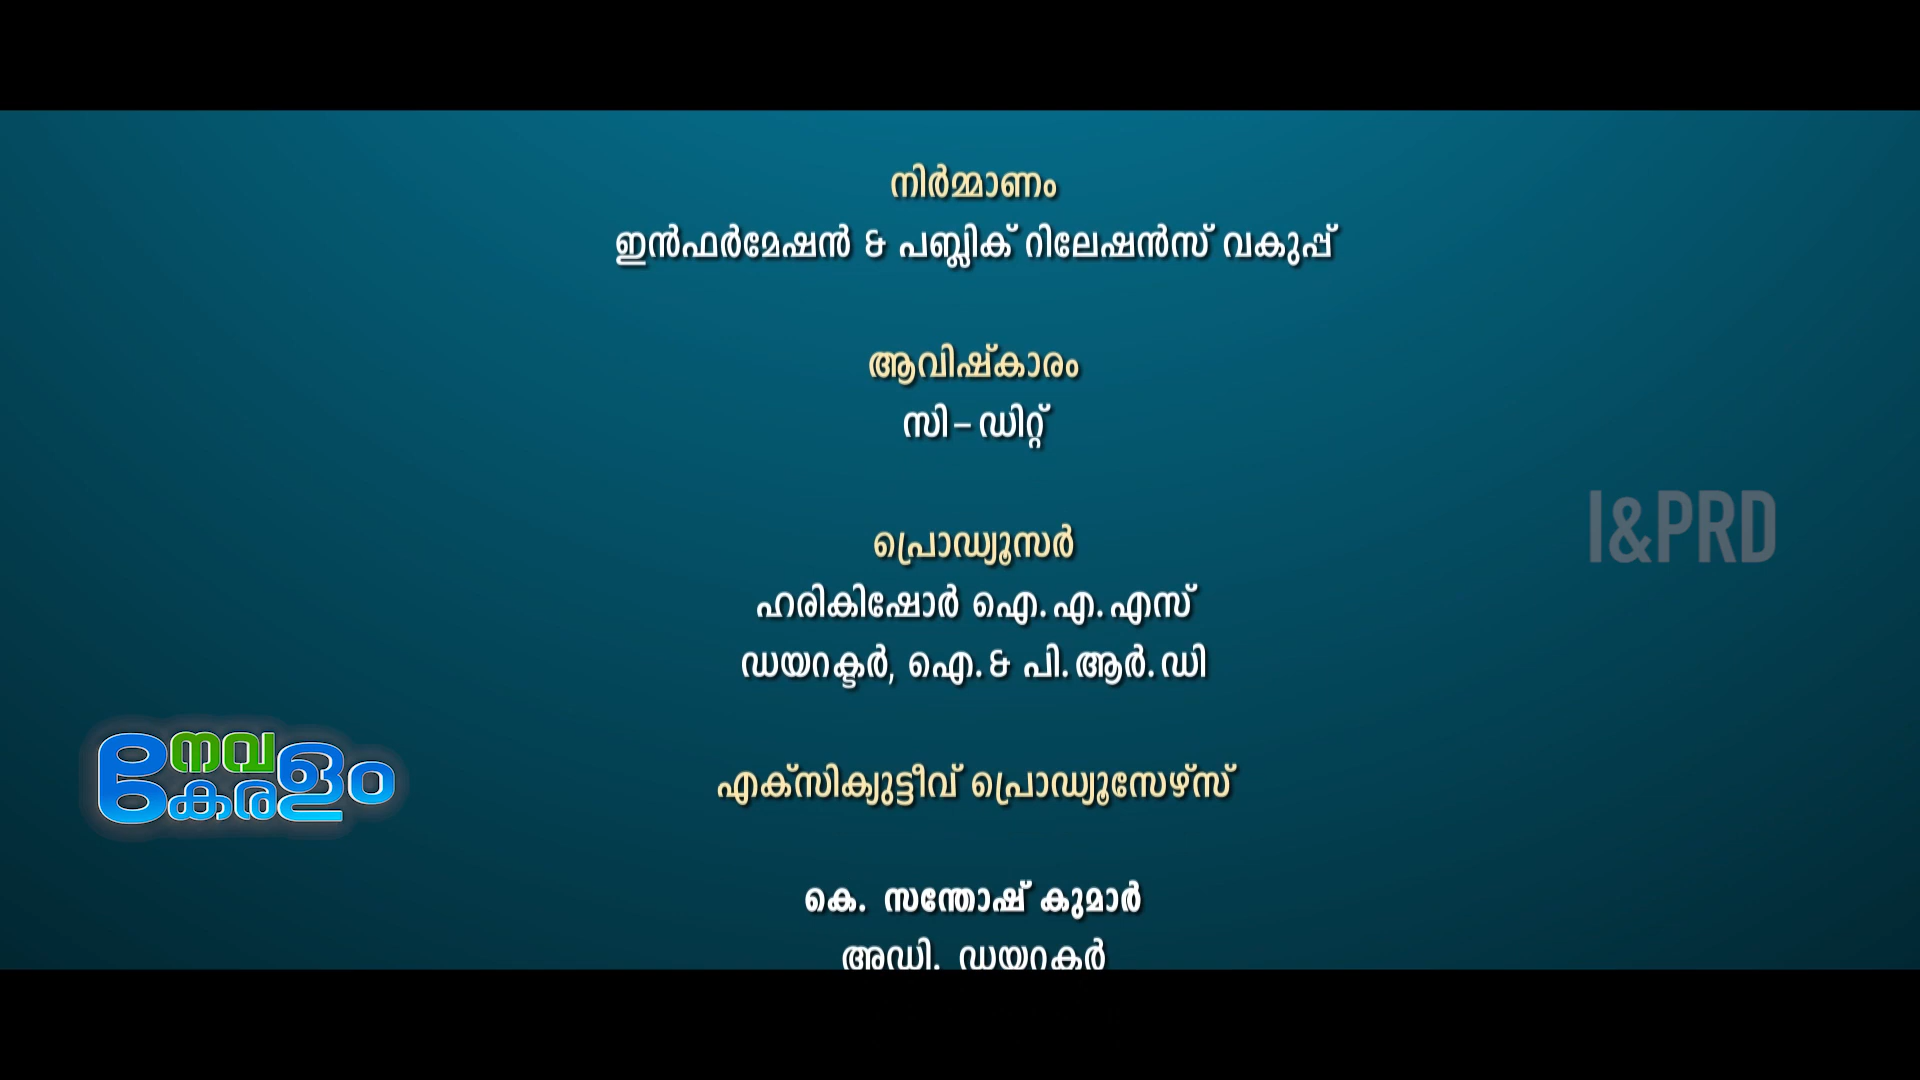 നിർമ്മാണം
ഇൻഫർമേഷൻ & പബ്ലിക് റിലേഷൻസ് വകുപ്പ്
ആവിഷ്കാരം
സി-ഡിറ്റ്
പ്രൊഡ്യൂസർ
ഹരികിഷോർ ഐ.എ.എസ്
ഡയറക്ടർ, ഐ.& പി.ആർ.ഡി
I&PRD
നവ
കേരളം
എക്സിക്യുട്ടീവ് പ്രൊഡ്യൂസേഴ്സ്
കെ. സന്തോഷ് കുമാർ
അഡി. ഡയറക്ടർ